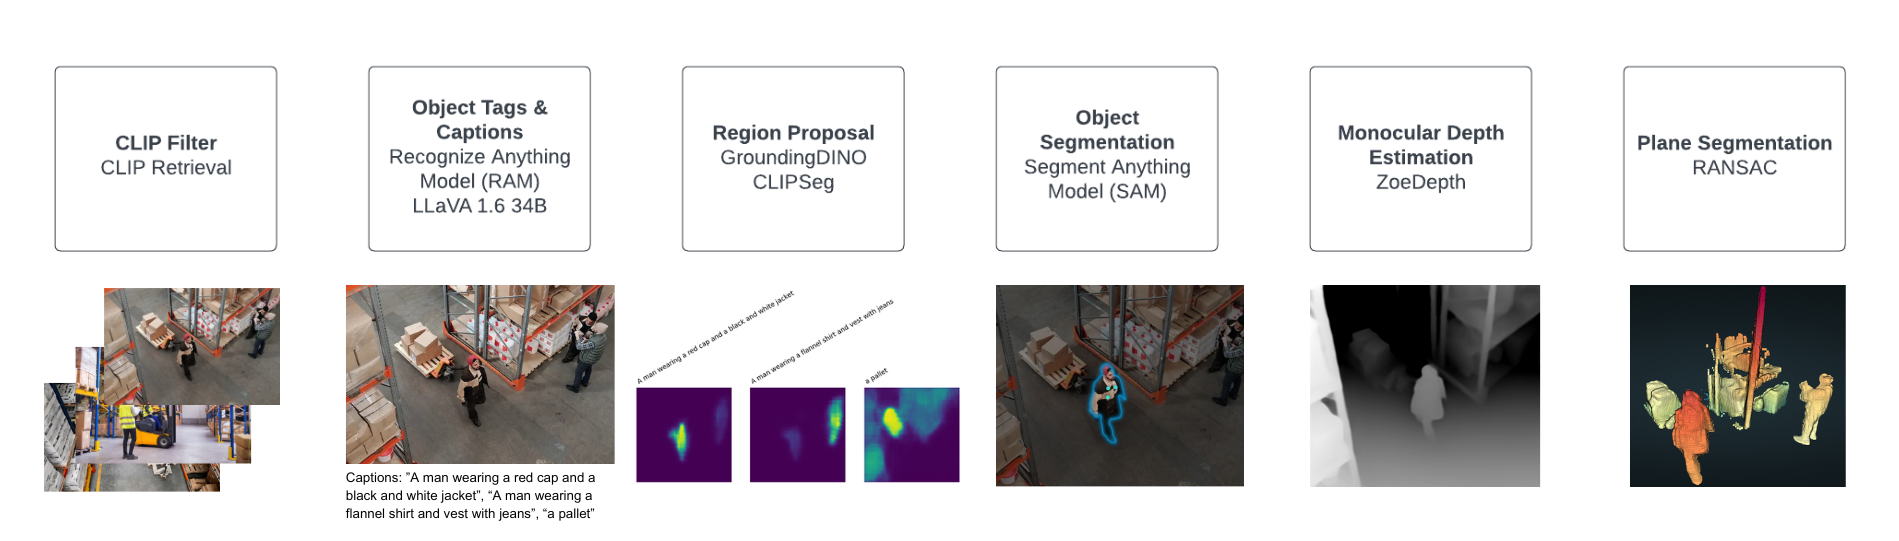 CLIP Filter
CLIP Retrieval
Object Tags &
Captions
Recognize Anything
Model (RAM)
LLaVA 1.6 34B
Region Proposal
GroundingDINO
CLIPSeg
Object
Segmentation
Segment Anything
Model (SAM)
Monocular Depth
Estimation
ZoeDepth
Plane Segmentation
RANSAC
Captions: ”A man wearing a red cap and a
black and white jacket”, “A man wearing a
flannel shirt and vest with jeans”, “a pallet”
A man wearing a red cap and a black and white jacket
A man wearing a flannel shirt and vest with jeans
a pallet